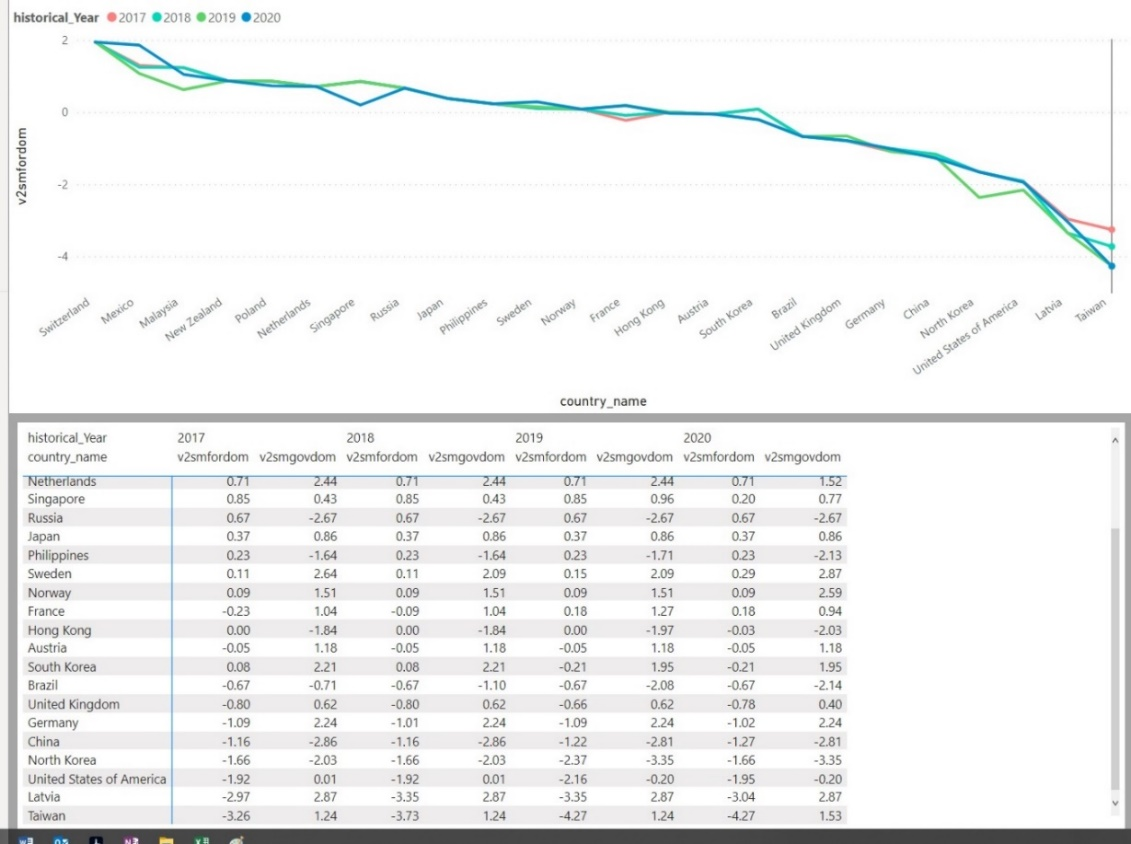 historical_Year 2017 2018 2019 2020
2
0
-2
-4
v2smfordom
Switzerland
Mexico
Malaysia
New Zealand
Poland
Netherlands
Singapore
Russia
Japan
Philippines
Sweden
Norway
France
Hong Kong
Austria
South Korea
Brazil
United Kingdom
Germany
China
North Korea
United States of America
Latvia
Taiwan
country_name
historical_Year 2017 2018 2019 2020
country_name v2smfordom v2smgovdom v2smfordom v2smgovdom v2smfordom v2smgovdom v2smfordom v2smgovdom
Netherlands 0.71 2.44 0.71 2.44 0.71 2.44 0.71 1.52
Singapore 0.85 0.43 0.85 0.43 0.85 0.96 0.20 0.77
Russia 0.67 -2.67 0.67 -2.67 0.67 -2.67 0.67 -2.67
Japan 0.37 0.86 0.37 0.86 0.37 0.86 0.37 0.86
Philippines 0.23 -1.64 0.23 -1.64 0.23 -1.71 0.23 -2.13
Sweden 0.11 2.64 0.11 2.09 0.15 2.09 0.29 2.87
Norway 0.09 1.51 0.09 1.51 0.09 1.51 0.09 2.59
France -0.23 1.04 -0.09 1.04 0.18 1.27 0.18 0.94
Hong Kong 0.00 -1.84 0.00 -1.84 0.00 -1.97 -0.03 -2.03
Austria -0.05 1.18 -0.05 1.18 -0.05 1.18 -0.05 1.18
South Korea 0.08 2.21 0.08 2.21 -0.21 1.95 -0.21 1.95
Brazil -0.67 -0.71 -0.67 -1.10 -0.67 -2.08 -0.67 -2.14
United Kingdom -0.80 0.62 -0.80 0.62 -0.66 0.62 -0.78 0.40
Germany -1.09 2.24 -1.01 2.24 -1.09 2.24 -1.02 2.24
China -1.16 -2.86 -1.16 -2.86 -1.22 -2.81 -1.27 -2.81
North Korea -1.66 -2.03 -1.66 -2.03 -2.37 -3.35 -1.66 -3.35
United States of America -1.92 0.01 -1.92 0.01 -2.16 -0.20 -1.95 -0.20
Latvia -2.97 2.87 -3.35 2.87 -3.35 2.87 -3.04 2.87
Taiwan -3.26 1.24 -3.73 1.24 -4.27 1.24 -4.27 1.53